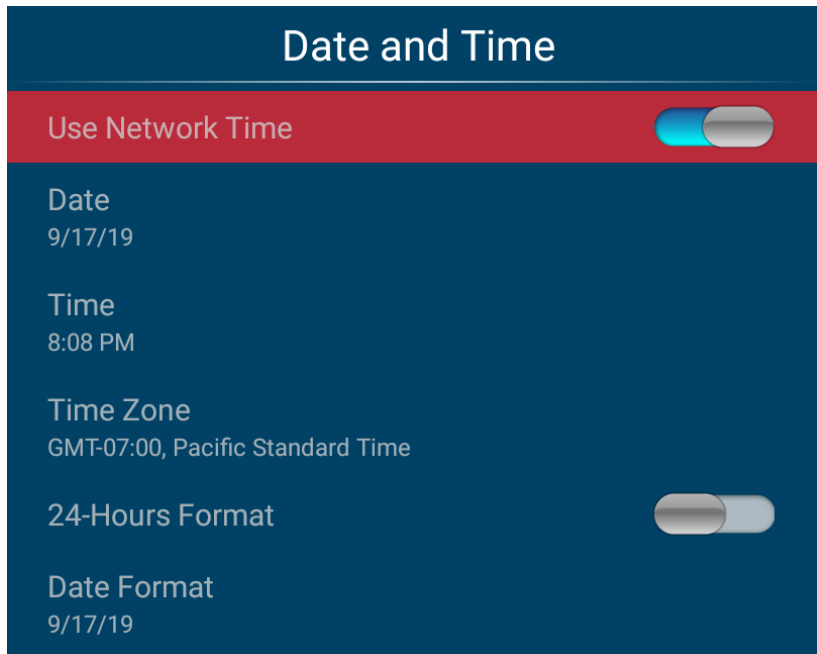 Date and Time
Use Network Time
Date
9/17/19
Time
8:08 PM
Time Zone
GMT-07:00, Pacific Standard Time
24-Hours Format
Date Format
9/17/19